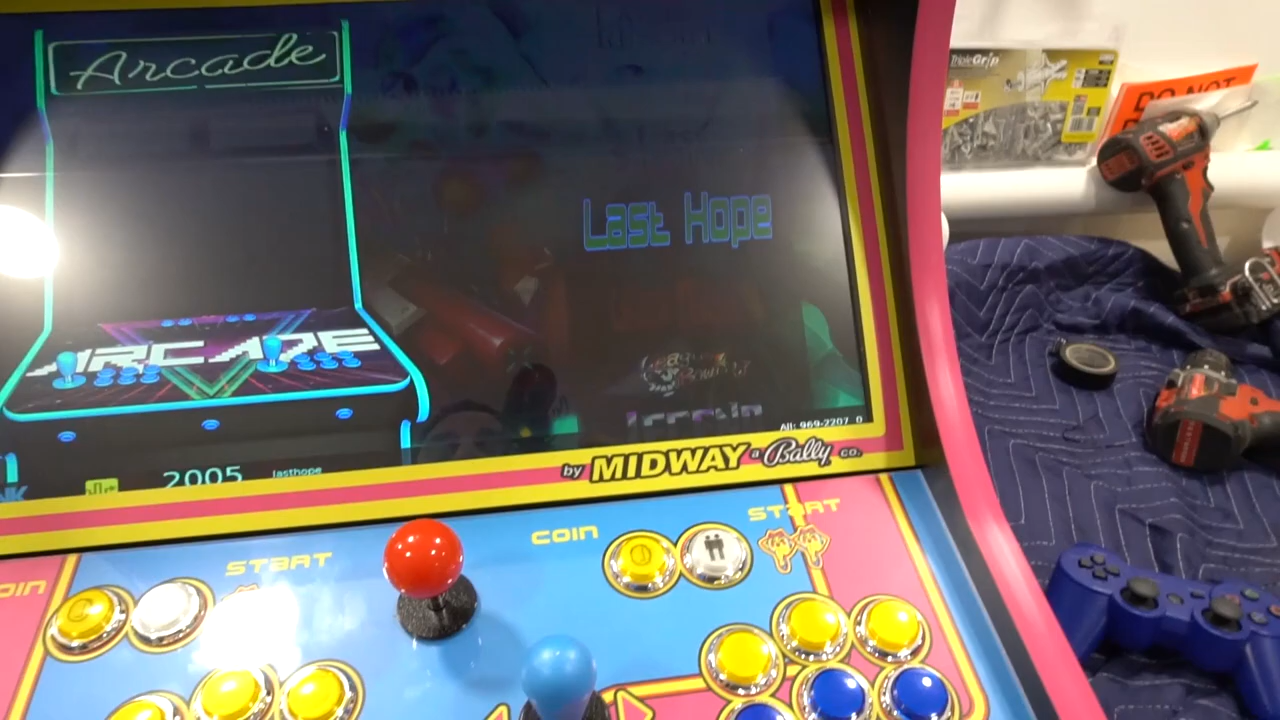 Arcade
TripleGrip
DO NOT
Last Hope
ARCADE
All: 969-2207 0
2005
lasthope
by MIDWAY a Bally co.
START
COIN
START